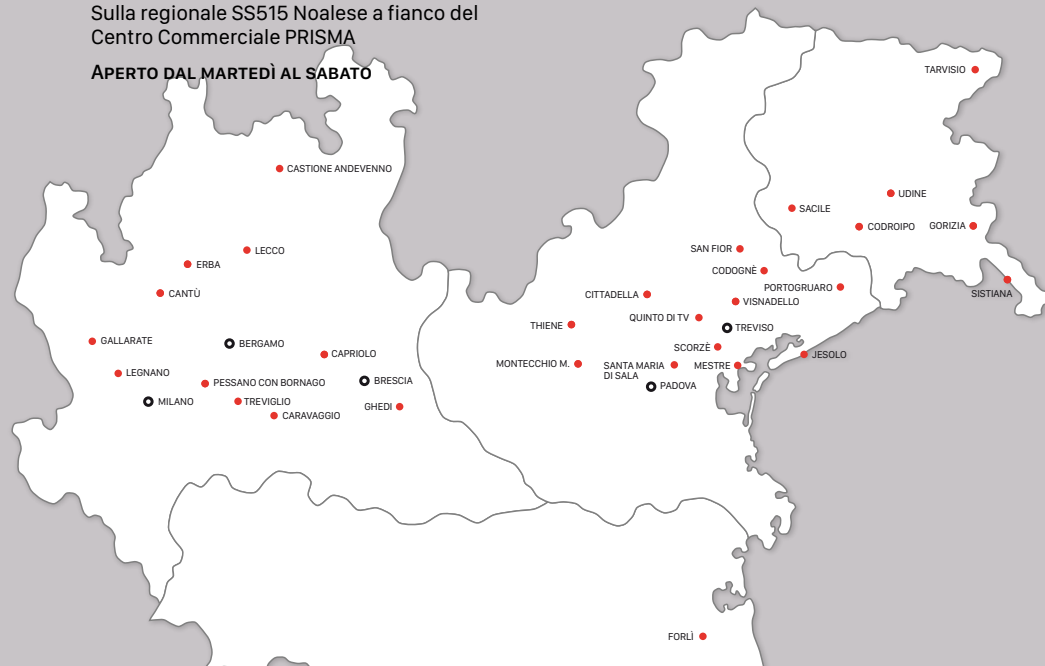 Sulla regionale SS515 Noalese a fianco del
Centro Commerciale PRISMA
APERTO DAL MARTEDÌ AL SABATO
TARVISIO
CASTIONE ANDEVENNO
UDINE
SACILE
CODROIPO
GORIZIA
SAN FIOR
LECCO
ERBA
CODOGNÈ
PORTOGRUARO
SISTIANA
CANTÙ
CITTADELLA
VISNADELLO
QUINTO DI TV
THIENE
TREVISO
GALLARATE
BERGAMO
SCORZÈ
CAPRIOLO
JESOLO
MONTECCHIO M.
SANTA MARIA
DI SALA
MESTRE
LEGNANO
PESSANO CON BORNAGO
BRESCIA
PADOVA
MILANO
TREVIGLIO
GHEDI
CARAVAGGIO
FORLÌ